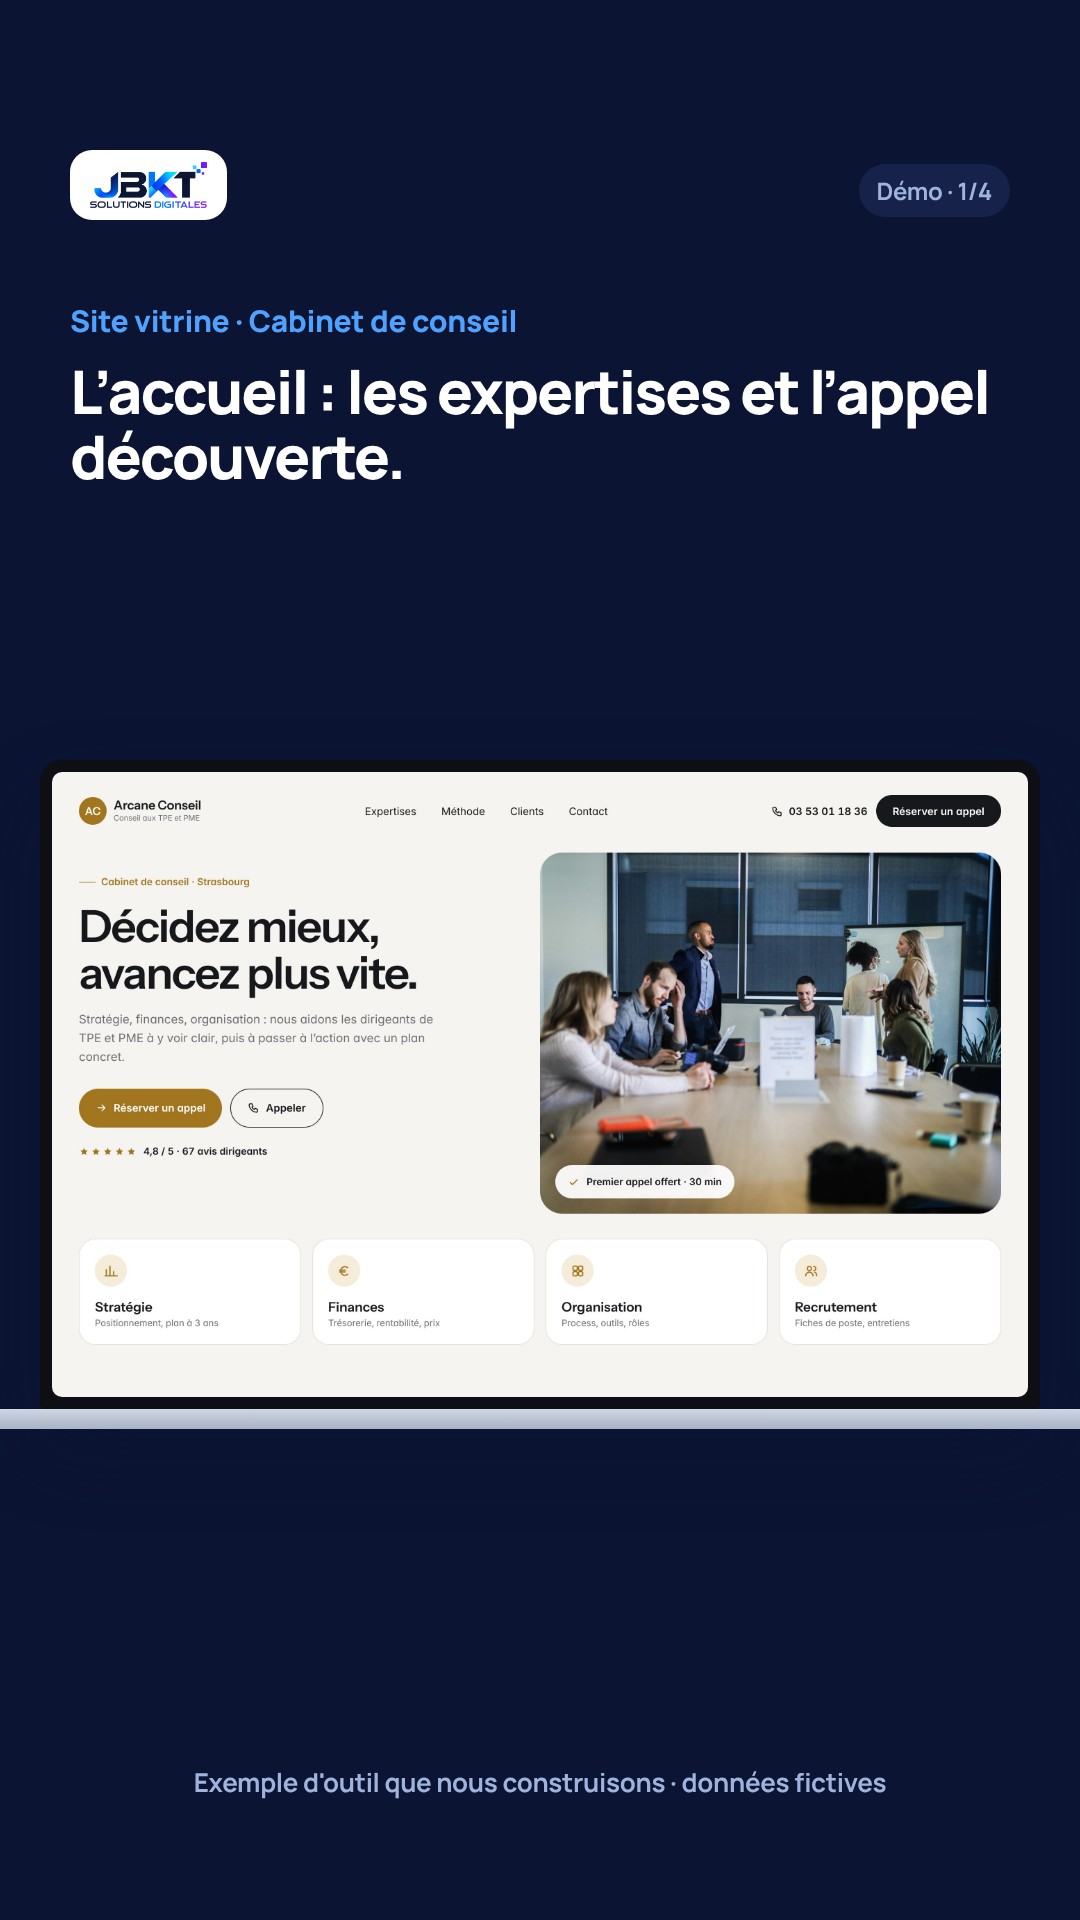 JBKT
SOLUTIONS DIGITALES
Démo · 1/4
Site vitrine · Cabinet de conseil
L’accueil : les expertises et l’appel
découverte.
AC
Arcane Conseil
Conseil aux TPE et PME
Expertises
Méthode
Clients
Contact
03 53 01 18 36
Réserver un appel
Cabinet de conseil · Strasbourg
Décidez mieux,
avancez plus vite.
Stratégie, finances, organisation : nous aidons les dirigeants de
TPE et PME à y voir clair, puis à passer à l’action avec un plan
concret.
Réserver un appel
Appeler
4,8 / 5 · 67 avis dirigeants
Premier appel offert · 30 min
Stratégie
Positionnement, plan à 3 ans
Finances
Trésorerie, rentabilité, prix
Organisation
Process, outils, rôles
Recrutement
Fiches de poste, entretiens
Exemple d'outil que nous construisons · données fictives